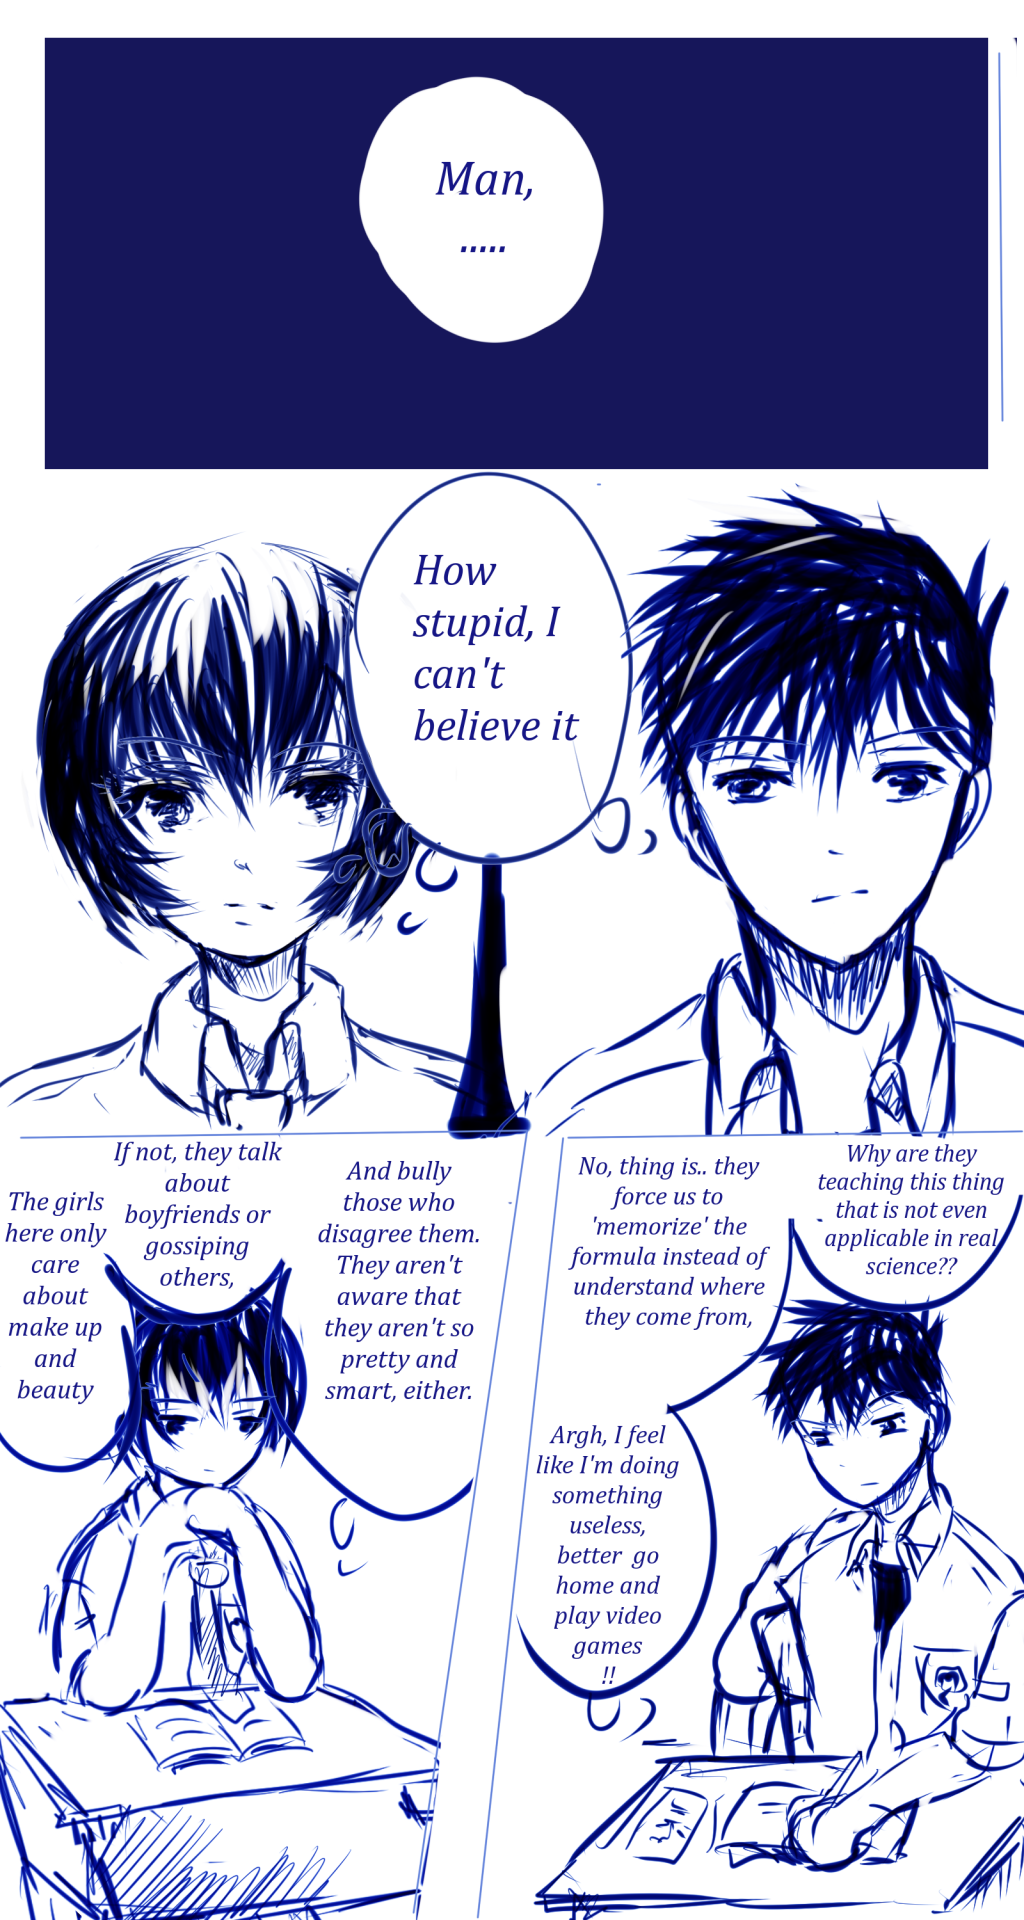 Man,
.....
How
stupid, I
can't
believe it
The girls
here only
care
about
make up
and
beauty
If not, they talk
about
boyfriends or
gossiping
others,
And bully
those who
disagree them.
They aren't
aware that
they aren't so
pretty and
smart, either.
Why are they
teaching this thing
that is not even
applicable in real
science??
No, thing is.. they
force us to
'memorize' the
formula instead of
understand where
they come from,
Argh, I feel
like I'm doing
something
useless,
better go
home and
play video
games
!!